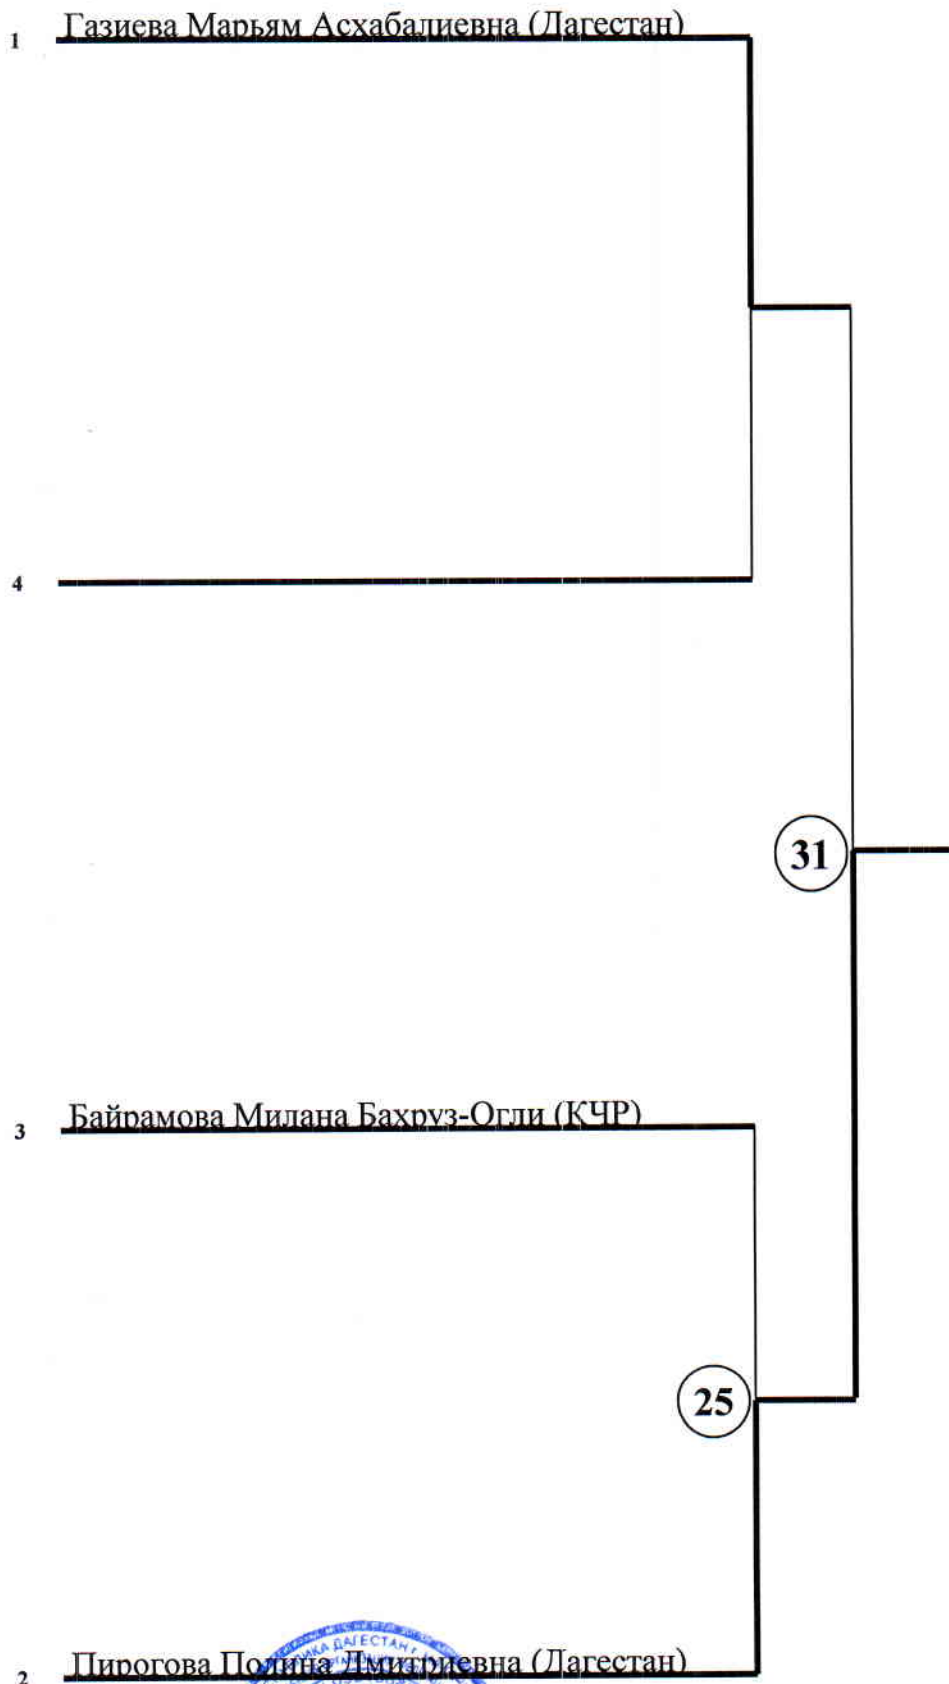 1 Газиева Марьям Асхабалиевна (Дагестан)
4
31
3 Байрамова Милана Бахруз-Огли (КЧР)
25
2 Пирогова Полина Дмитриевна (Дагестан)
ДАГЕСТАН